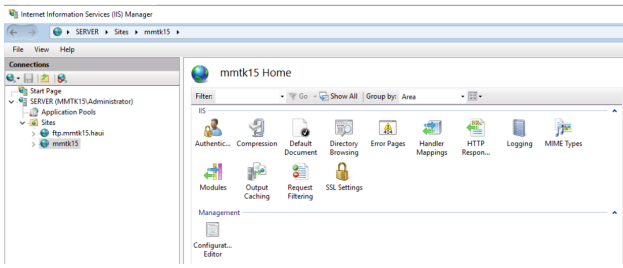 Internet Information Services (IIS) Manager
SERVER Sites mmtk15
File View Help
Connections
Start Page
SERVER (MMTK15\Administrator)
Application Pools
Sites
ftp.mmtk15.haui
mmtk15
mmtk15 Home
Filter: Go Show All Group by: Area
IIS
Authentic... Compression Default Document Directory Browsing Error Pages Handler Mappings HTTP Respon... Logging MIME Types
Modules Output Caching Request Filtering SSL Settings
Management
Configurat... Editor